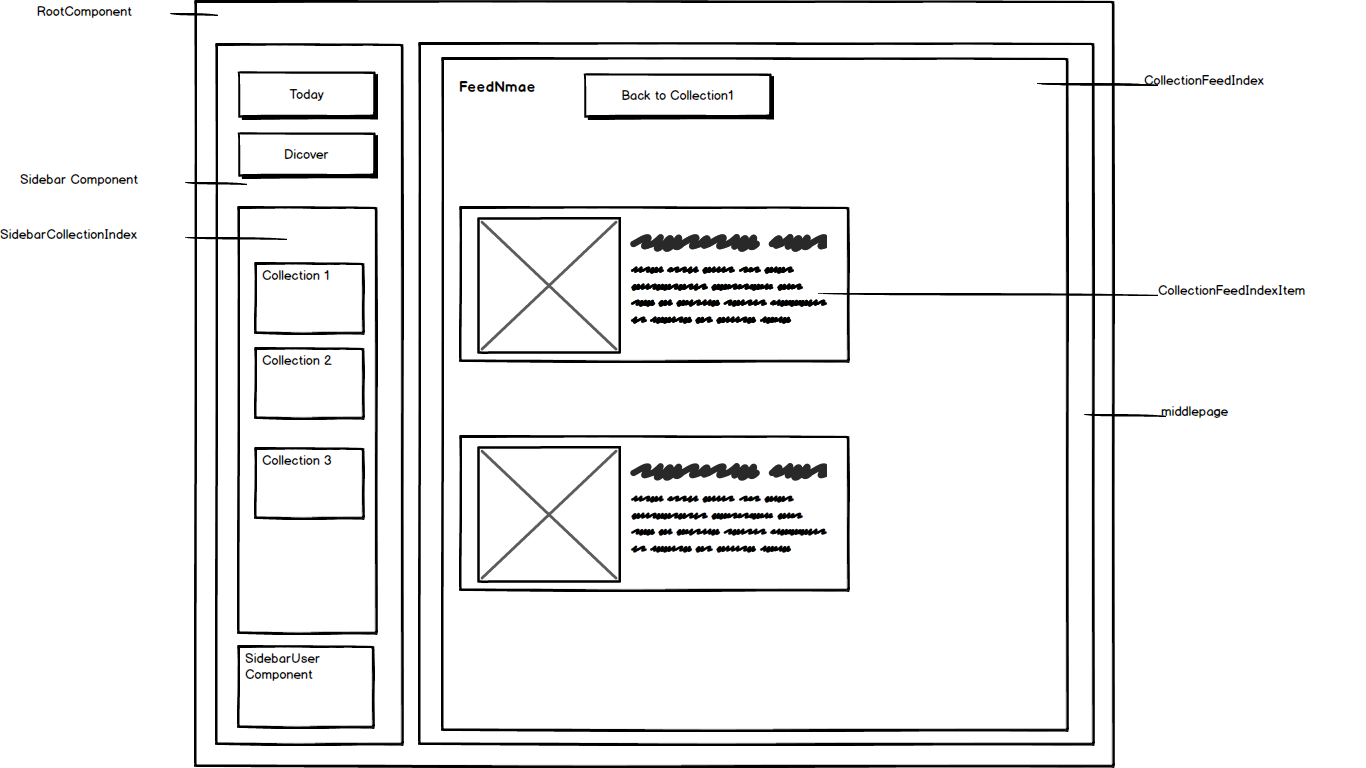 RootComponent
Today
FeedNmae
Back to Collection1
CollectionFeedIndex
Dicover
Sidebar Component
SidebarCollectionIndex
Collection 1
CollectionFeedIndexItem
Collection 2
middlepage
Collection 3
SidebarUser
Component